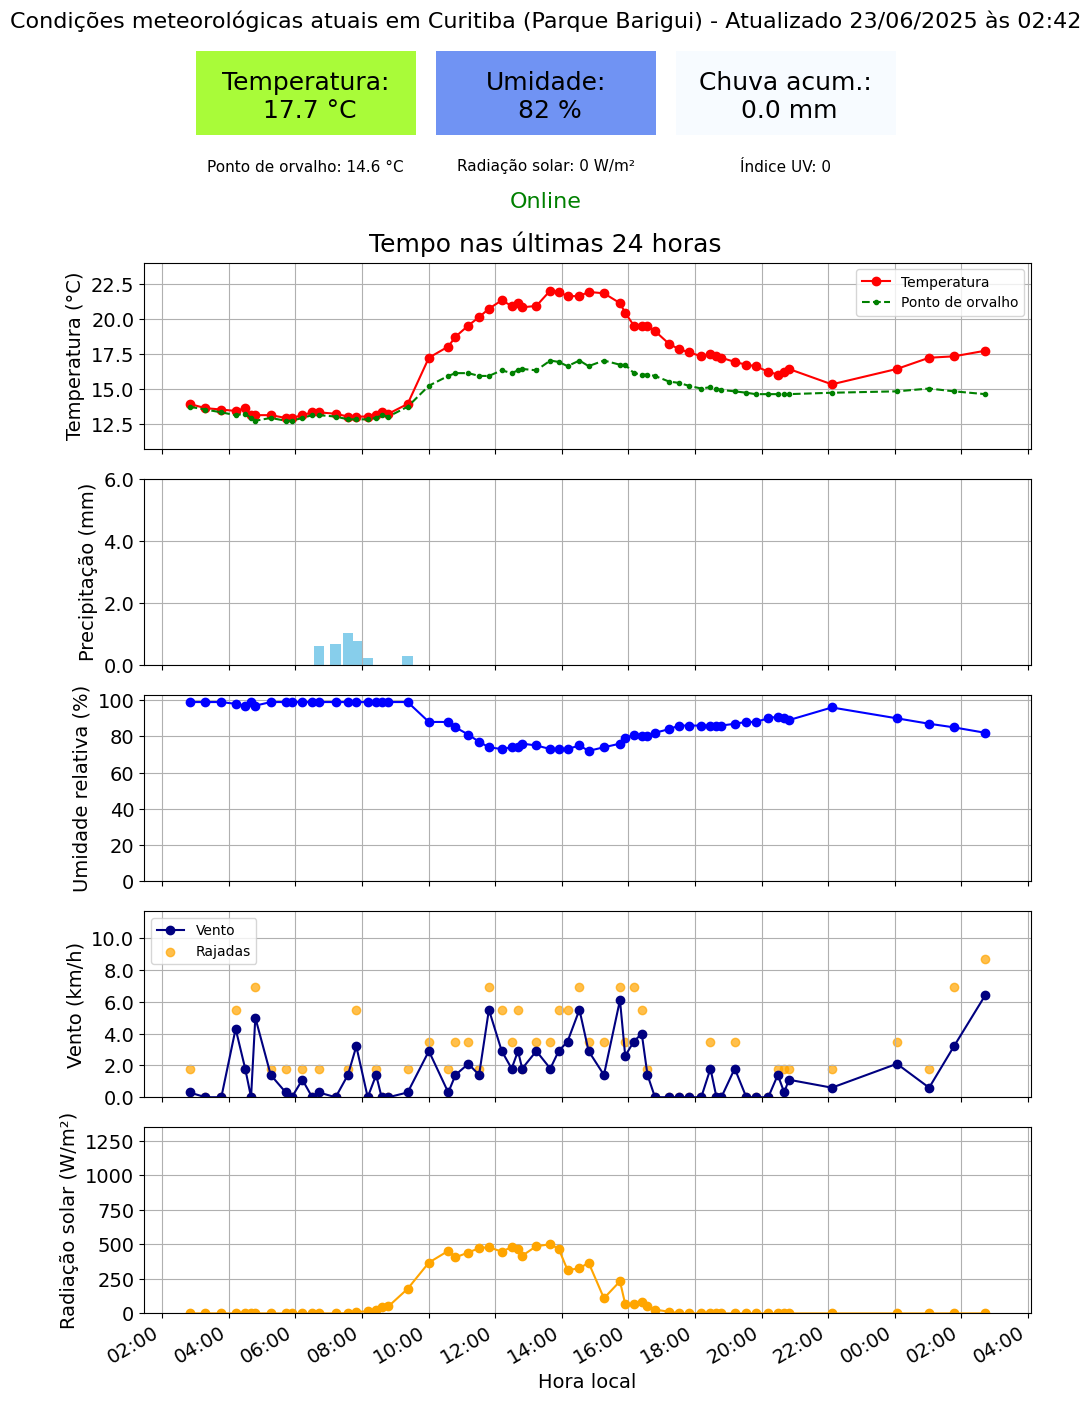 Condições meteorológicas atuais em Curitiba (Parque Barigui) - Atualizado 23/06/2025 às 02:42
Temperatura:
17.7 °C
Umidade:
82 %
Chuva acum.:
0.0 mm
Ponto de orvalho: 14.6 °C
Radiação solar: 0 W/m²
Índice UV: 0
Online
Tempo nas últimas 24 horas
Temperatura (°C)
22.5
20.0
17.5
15.0
12.5
Temperatura
Ponto de orvalho
Precipitação (mm)
6.0
4.0
2.0
0.0
Umidade relativa (%)
100
80
60
40
20
0
Vento (km/h)
10.0
8.0
6.0
4.0
2.0
0.0
Vento
Rajadas
Radiação solar (W/m²)
1250
1000
750
500
250
0
02:00
04:00
06:00
08:00
10:00
12:00
14:00
16:00
18:00
20:00
22:00
00:00
02:00
04:00
Hora local